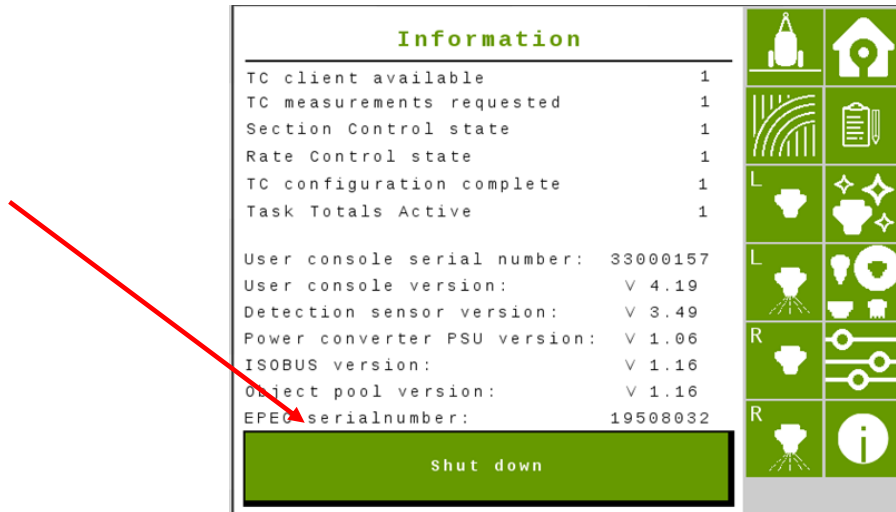 Information
TC client available 1
TC measurements requested 1
Section Control state 1
Rate Control state 1
TC configuration complete 1
Task Totals Active 1
User console serial number: 33000157
User console version: V 4.19
Detection sensor version: V 3.49
Power converter PSU version: V 1.06
ISOBUS version: V 1.16
Object pool version: V 1.16
EPEC serialnumber: 19508032
Shut down
L
L
R
R
i